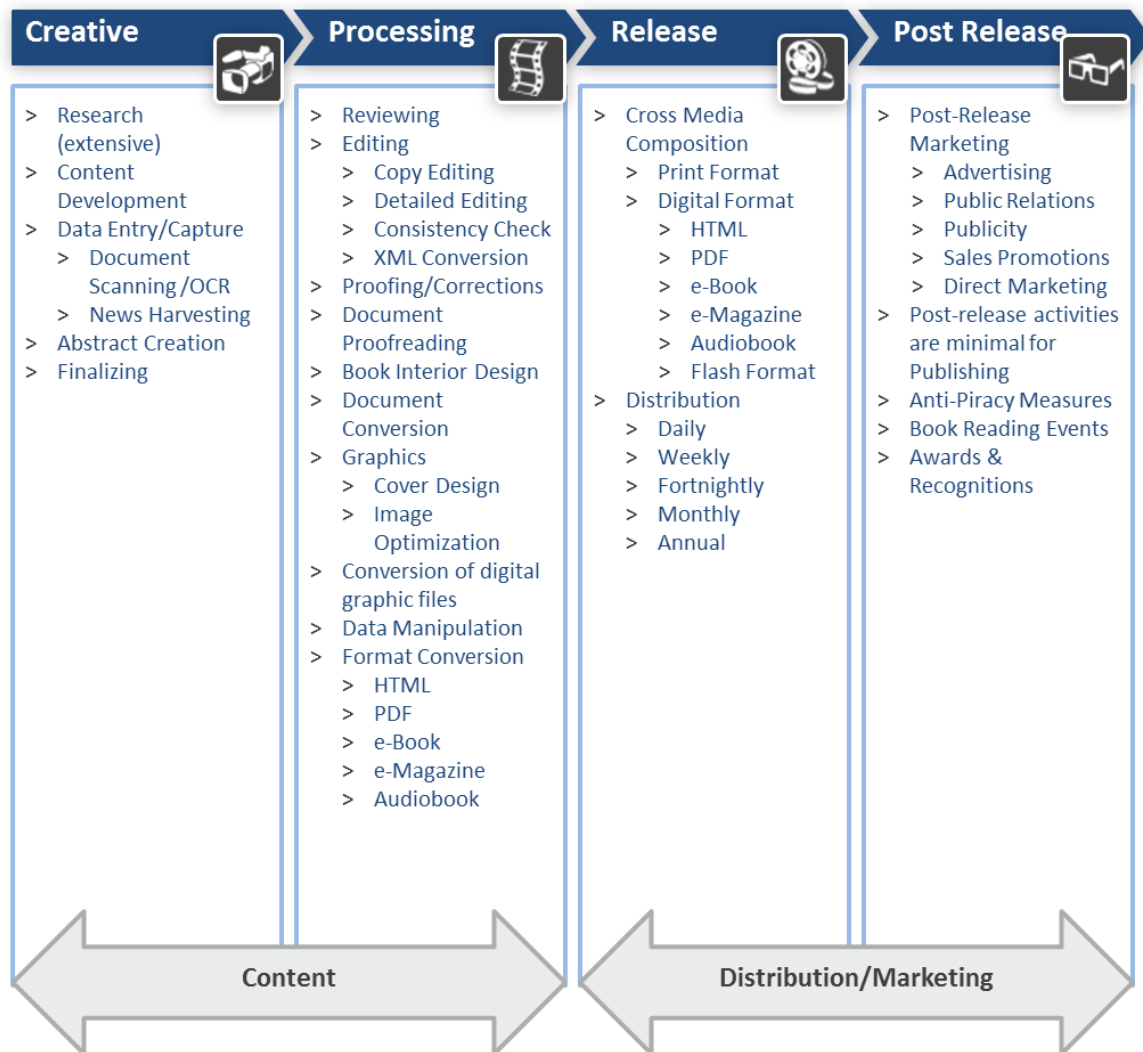 Creative
Processing
Release
Post Release
> Research
(extensive)
> Content
Development
> Data Entry/Capture
> Document
Scanning /OCR
> News Harvesting
> Abstract Creation
> Finalizing
> Reviewing
> Editing
> Copy Editing
> Detailed Editing
> Consistency Check
> XML Conversion
> Proofing/Corrections
> Document
Proofreading
> Book Interior Design
> Document
Conversion
> Graphics
> Cover Design
> Image
Optimization
> Conversion of digital
graphic files
> Data Manipulation
> Format Conversion
> HTML
> PDF
> e-Book
> e-Magazine
> Audiobook
> Cross Media
Composition
> Print Format
> Digital Format
> HTML
> PDF
> e-Book
> e-Magazine
> Audiobook
> Flash Format
> Distribution
> Daily
> Weekly
> Fortnightly
> Monthly
> Annual
> Post-Release
Marketing
> Advertising
> Public Relations
> Publicity
> Sales Promotions
> Direct Marketing
> Post-release activities
are minimal for
Publishing
> Anti-Piracy Measures
> Book Reading Events
> Awards &
Recognitions
Content
Distribution/Marketing